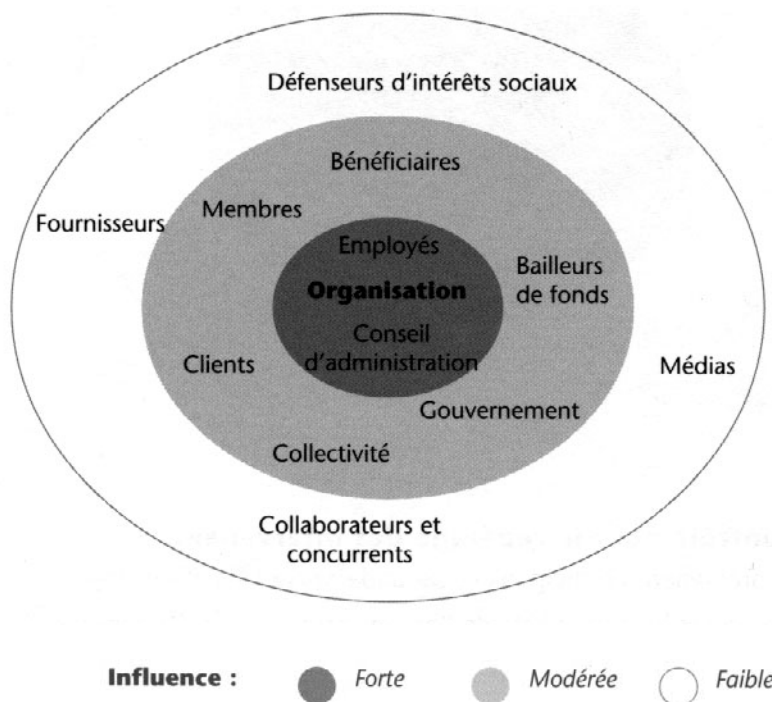 Défenseurs d'intérêts sociaux
Bénéficiaires
Membres
Fournisseurs
Employés
Bailleurs
de fonds
Organisation
Conseil
d'administration
Clients
Médias
Gouvernement
Collectivité
Collaborateurs et
concurrents
Influence : Forte Modérée Faible